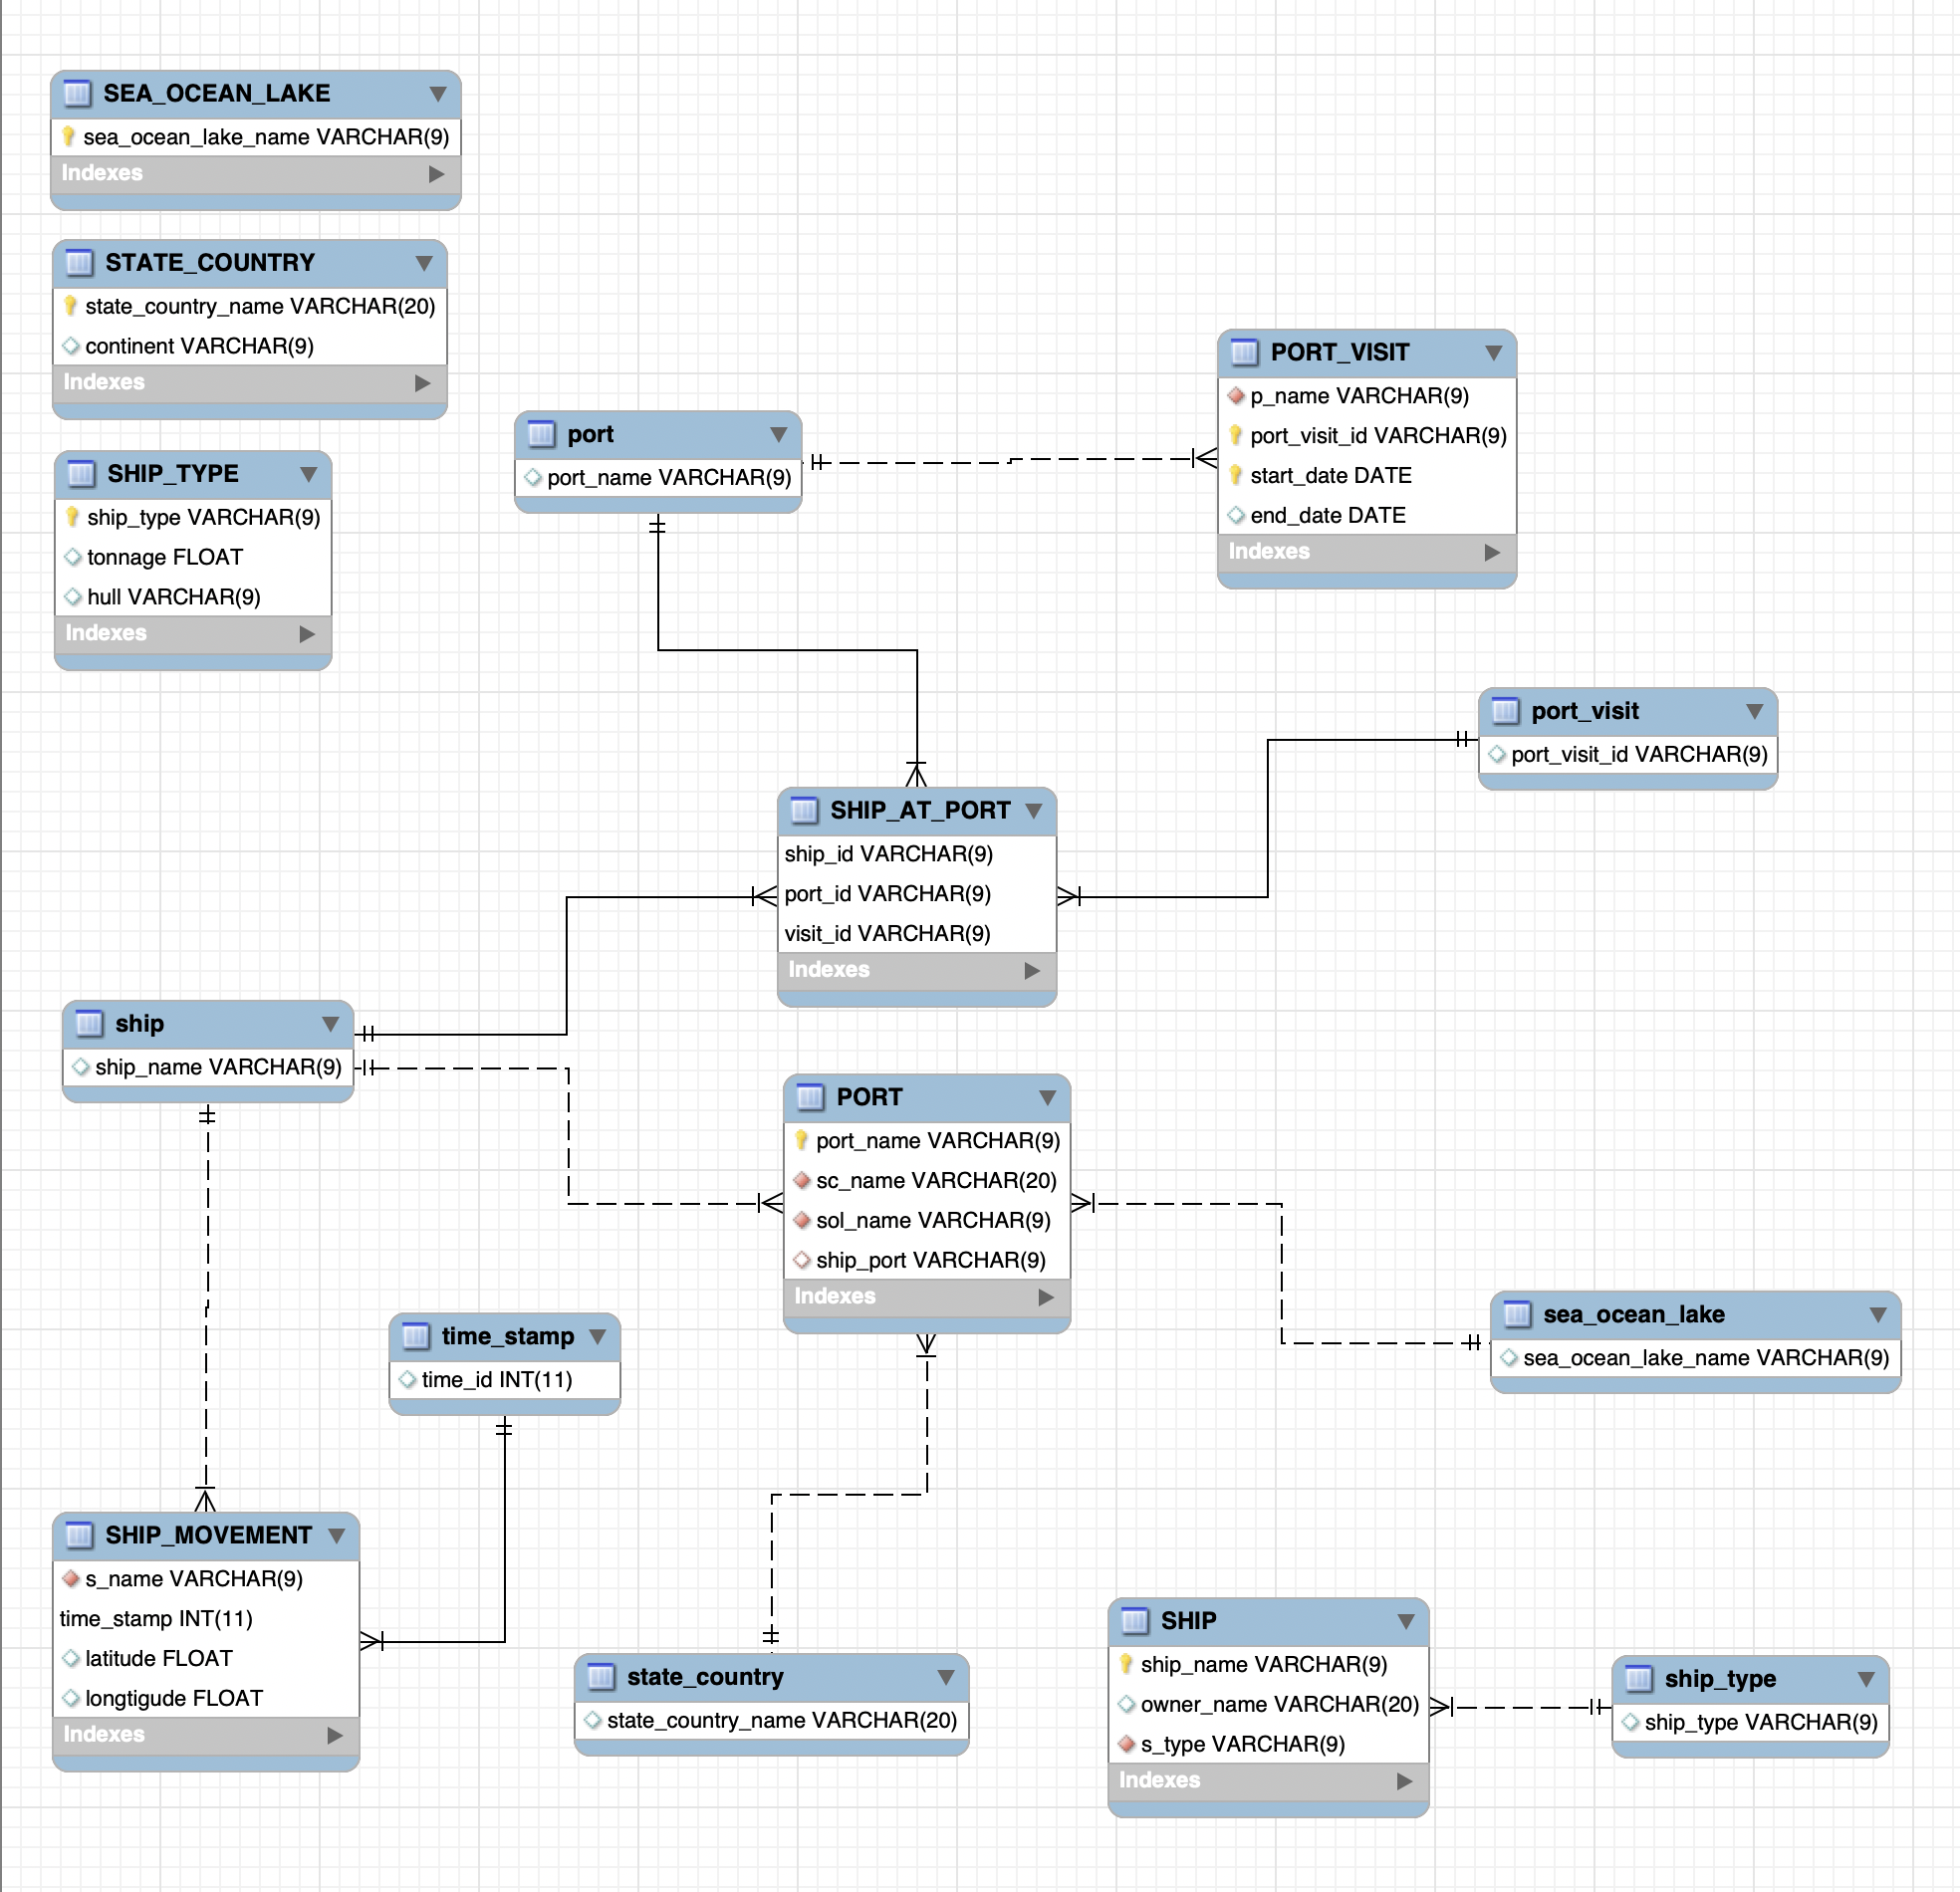 SEA_OCEAN_LAKE
sea_ocean_lake_name VARCHAR(9)
Indexes
STATE_COUNTRY
state_country_name VARCHAR(20)
continent VARCHAR(9)
Indexes
SHIP_TYPE
ship_type VARCHAR(9)
tonnage FLOAT
hull VARCHAR(9)
Indexes
port
port_name VARCHAR(9)
PORT_VISIT
p_name VARCHAR(9)
port_visit_id VARCHAR(9)
start_date DATE
end_date DATE
Indexes
port_visit
port_visit_id VARCHAR(9)
SHIP_AT_PORT
ship_id VARCHAR(9)
port_id VARCHAR(9)
visit_id VARCHAR(9)
Indexes
ship
ship_name VARCHAR(9)
PORT
port_name VARCHAR(9)
sc_name VARCHAR(20)
sol_name VARCHAR(9)
ship_port VARCHAR(9)
Indexes
time_stamp
time_id INT(11)
sea_ocean_lake
sea_ocean_lake_name VARCHAR(9)
SHIP_MOVEMENT
s_name VARCHAR(9)
time_stamp INT(11)
latitude FLOAT
longtigude FLOAT
Indexes
state_country
state_country_name VARCHAR(20)
SHIP
ship_name VARCHAR(9)
owner_name VARCHAR(20)
s_type VARCHAR(9)
Indexes
ship_type
ship_type VARCHAR(9)